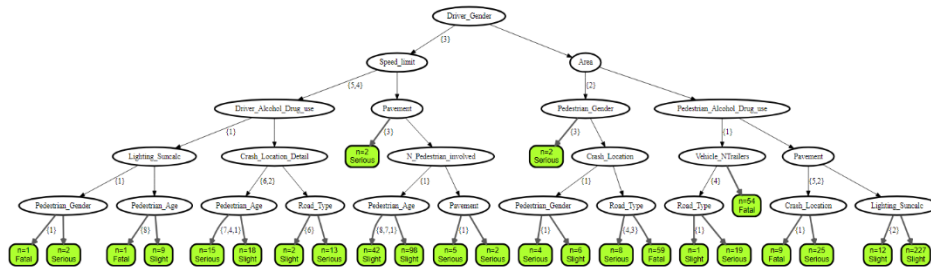 Driver_Gender
{3}
Speed_limit
Area
{5,4}
{2}
Driver_Alcohol_Drug_use
Pavement
Pedestrian_Gender
Pedestrian_Alcohol_Drug_use
{1}
{3}
{3}
{1}
Lighting_Suncalc
Crash_Location_Detail
n=2
Serious
N_Pedestrian_involved
n=2
Serious
Crash_Location
Vehicle_NTrailers
Pavement
{1}
{6,2}
{1}
{1}
{4}
{5,2}
Pedestrian_Gender
Pedestrian_Age
Pedestrian_Age
Road_Type
Pedestrian_Age
Pavement
Pedestrian_Gender
Road_Type
Road_Type
n=54
Fatal
Crash_Location
Lighting_Suncalc
{1}
{8}
{7,4,1}
{6}
{8,7,1}
{1}
{1}
{4,3}
{1}
{1}
{2}
n=1
Fatal
n=2
Serious
n=1
Fatal
n=9
Slight
n=15
Serious
n=18
Slight
n=2
Slight
n=13
Serious
n=42
Slight
n=98
Slight
n=5
Serious
n=2
Serious
n=4
Serious
n=6
Slight
n=8
Serious
n=59
Fatal
n=1
Slight
n=19
Serious
n=9
Fatal
n=25
Serious
n=12
Slight
n=227
Slight